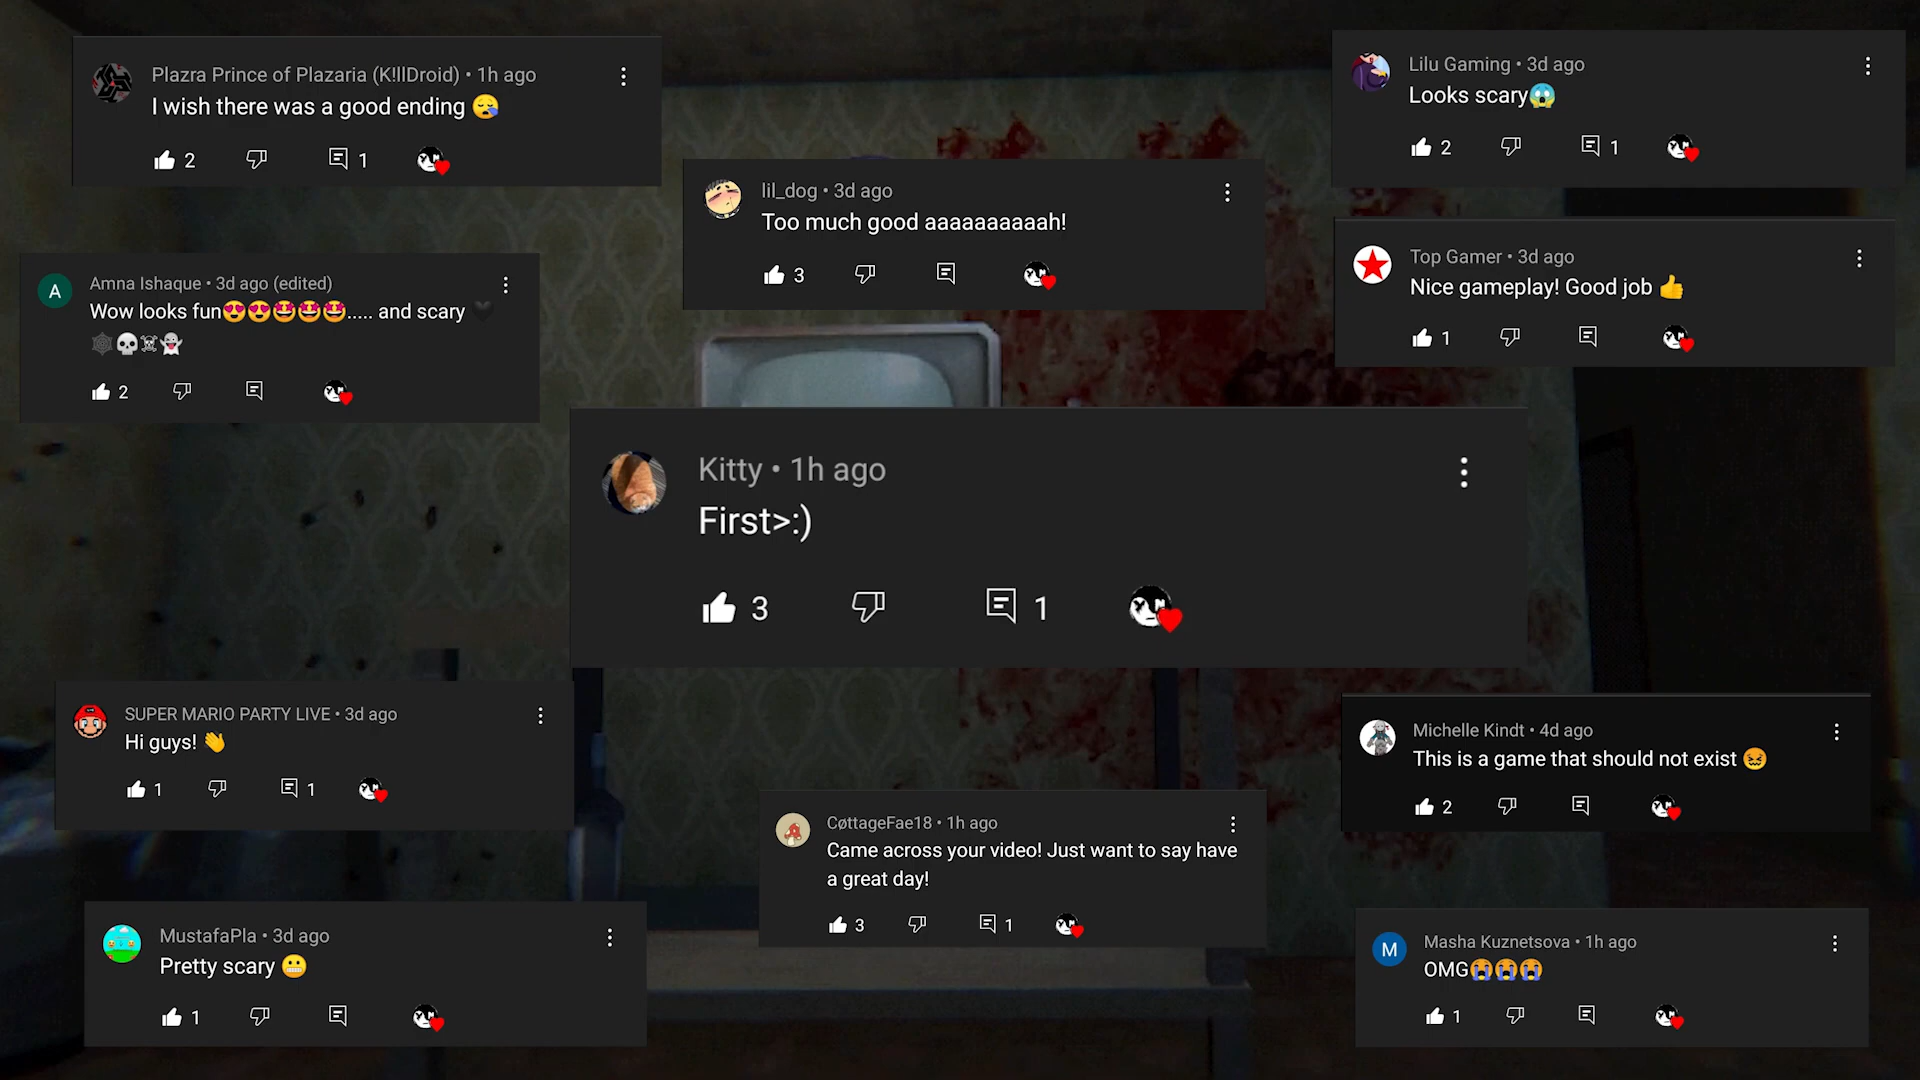 Plazra Prince of Plazaria (K!llDroid) • 1h ago
I wish there was a good ending 😪
2 1
Lilu Gaming • 3d ago
Looks scary😱
2 1
lil_dog • 3d ago
Too much good aaaaaaaaaah!
3
Top Gamer • 3d ago
Nice gameplay! Good job 👍
1
A
Amna Ishaque • 3d ago (edited)
Wow looks fun😍😍🤩🤩🤩..... and scary 🖤
🕸💀☠👻
2
Kitty • 1h ago
First>:)
3 1
SUPER MARIO PARTY LIVE • 3d ago
Hi guys! 👋
1 1
Michelle Kindt • 4d ago
This is a game that should not exist 😖
2
CøttageFae18 • 1h ago
Came across your video! Just want to say have
a great day!
3 1
MustafaPla • 3d ago
Pretty scary 😬
1
M
Masha Kuznetsova • 1h ago
OMG😭😭😭
1